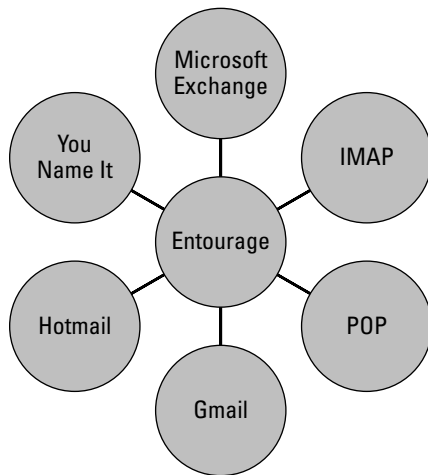 Microsoft
Exchange
You
Name It
IMAP
Entourage
Hotmail
POP
Gmail